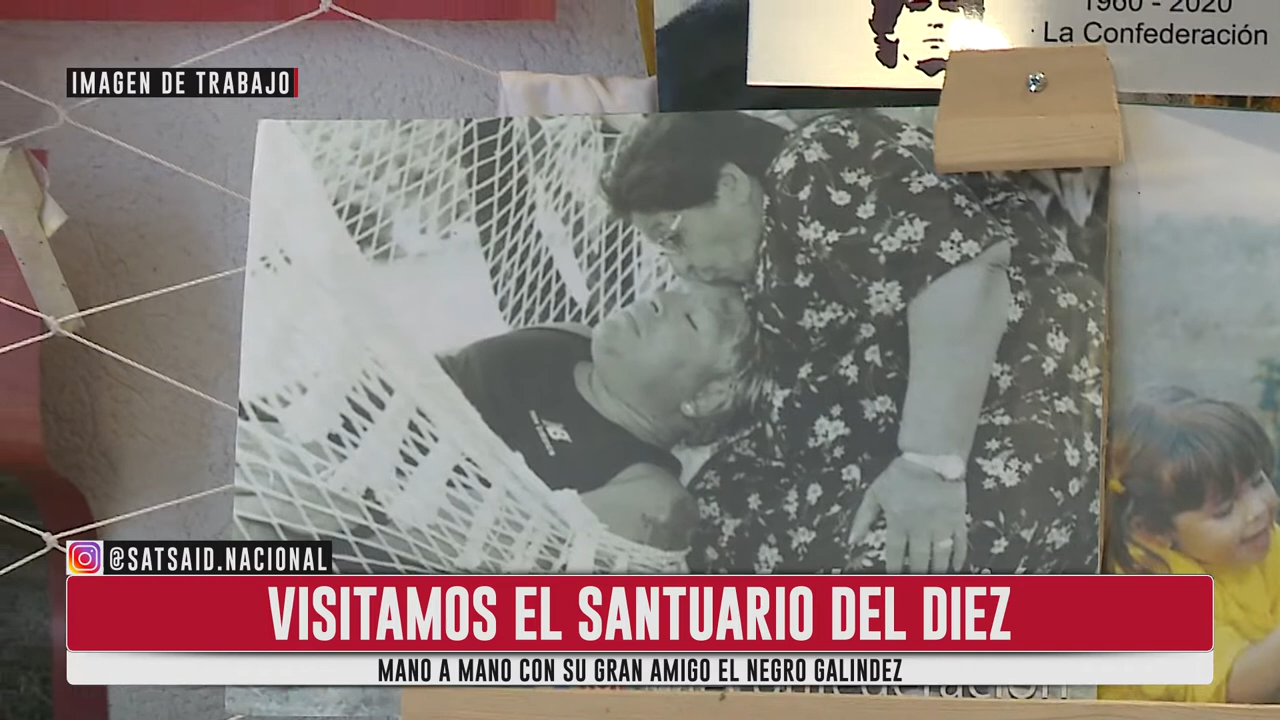 1960 - 2020
· La Confederación
IMAGEN DE TRABAJO
@SATSAID.NACIONAL
VISITAMOS EL SANTUARIO DEL DIEZ
MANO A MANO CON SU GRAN AMIGO EL NEGRO GALINDEZ